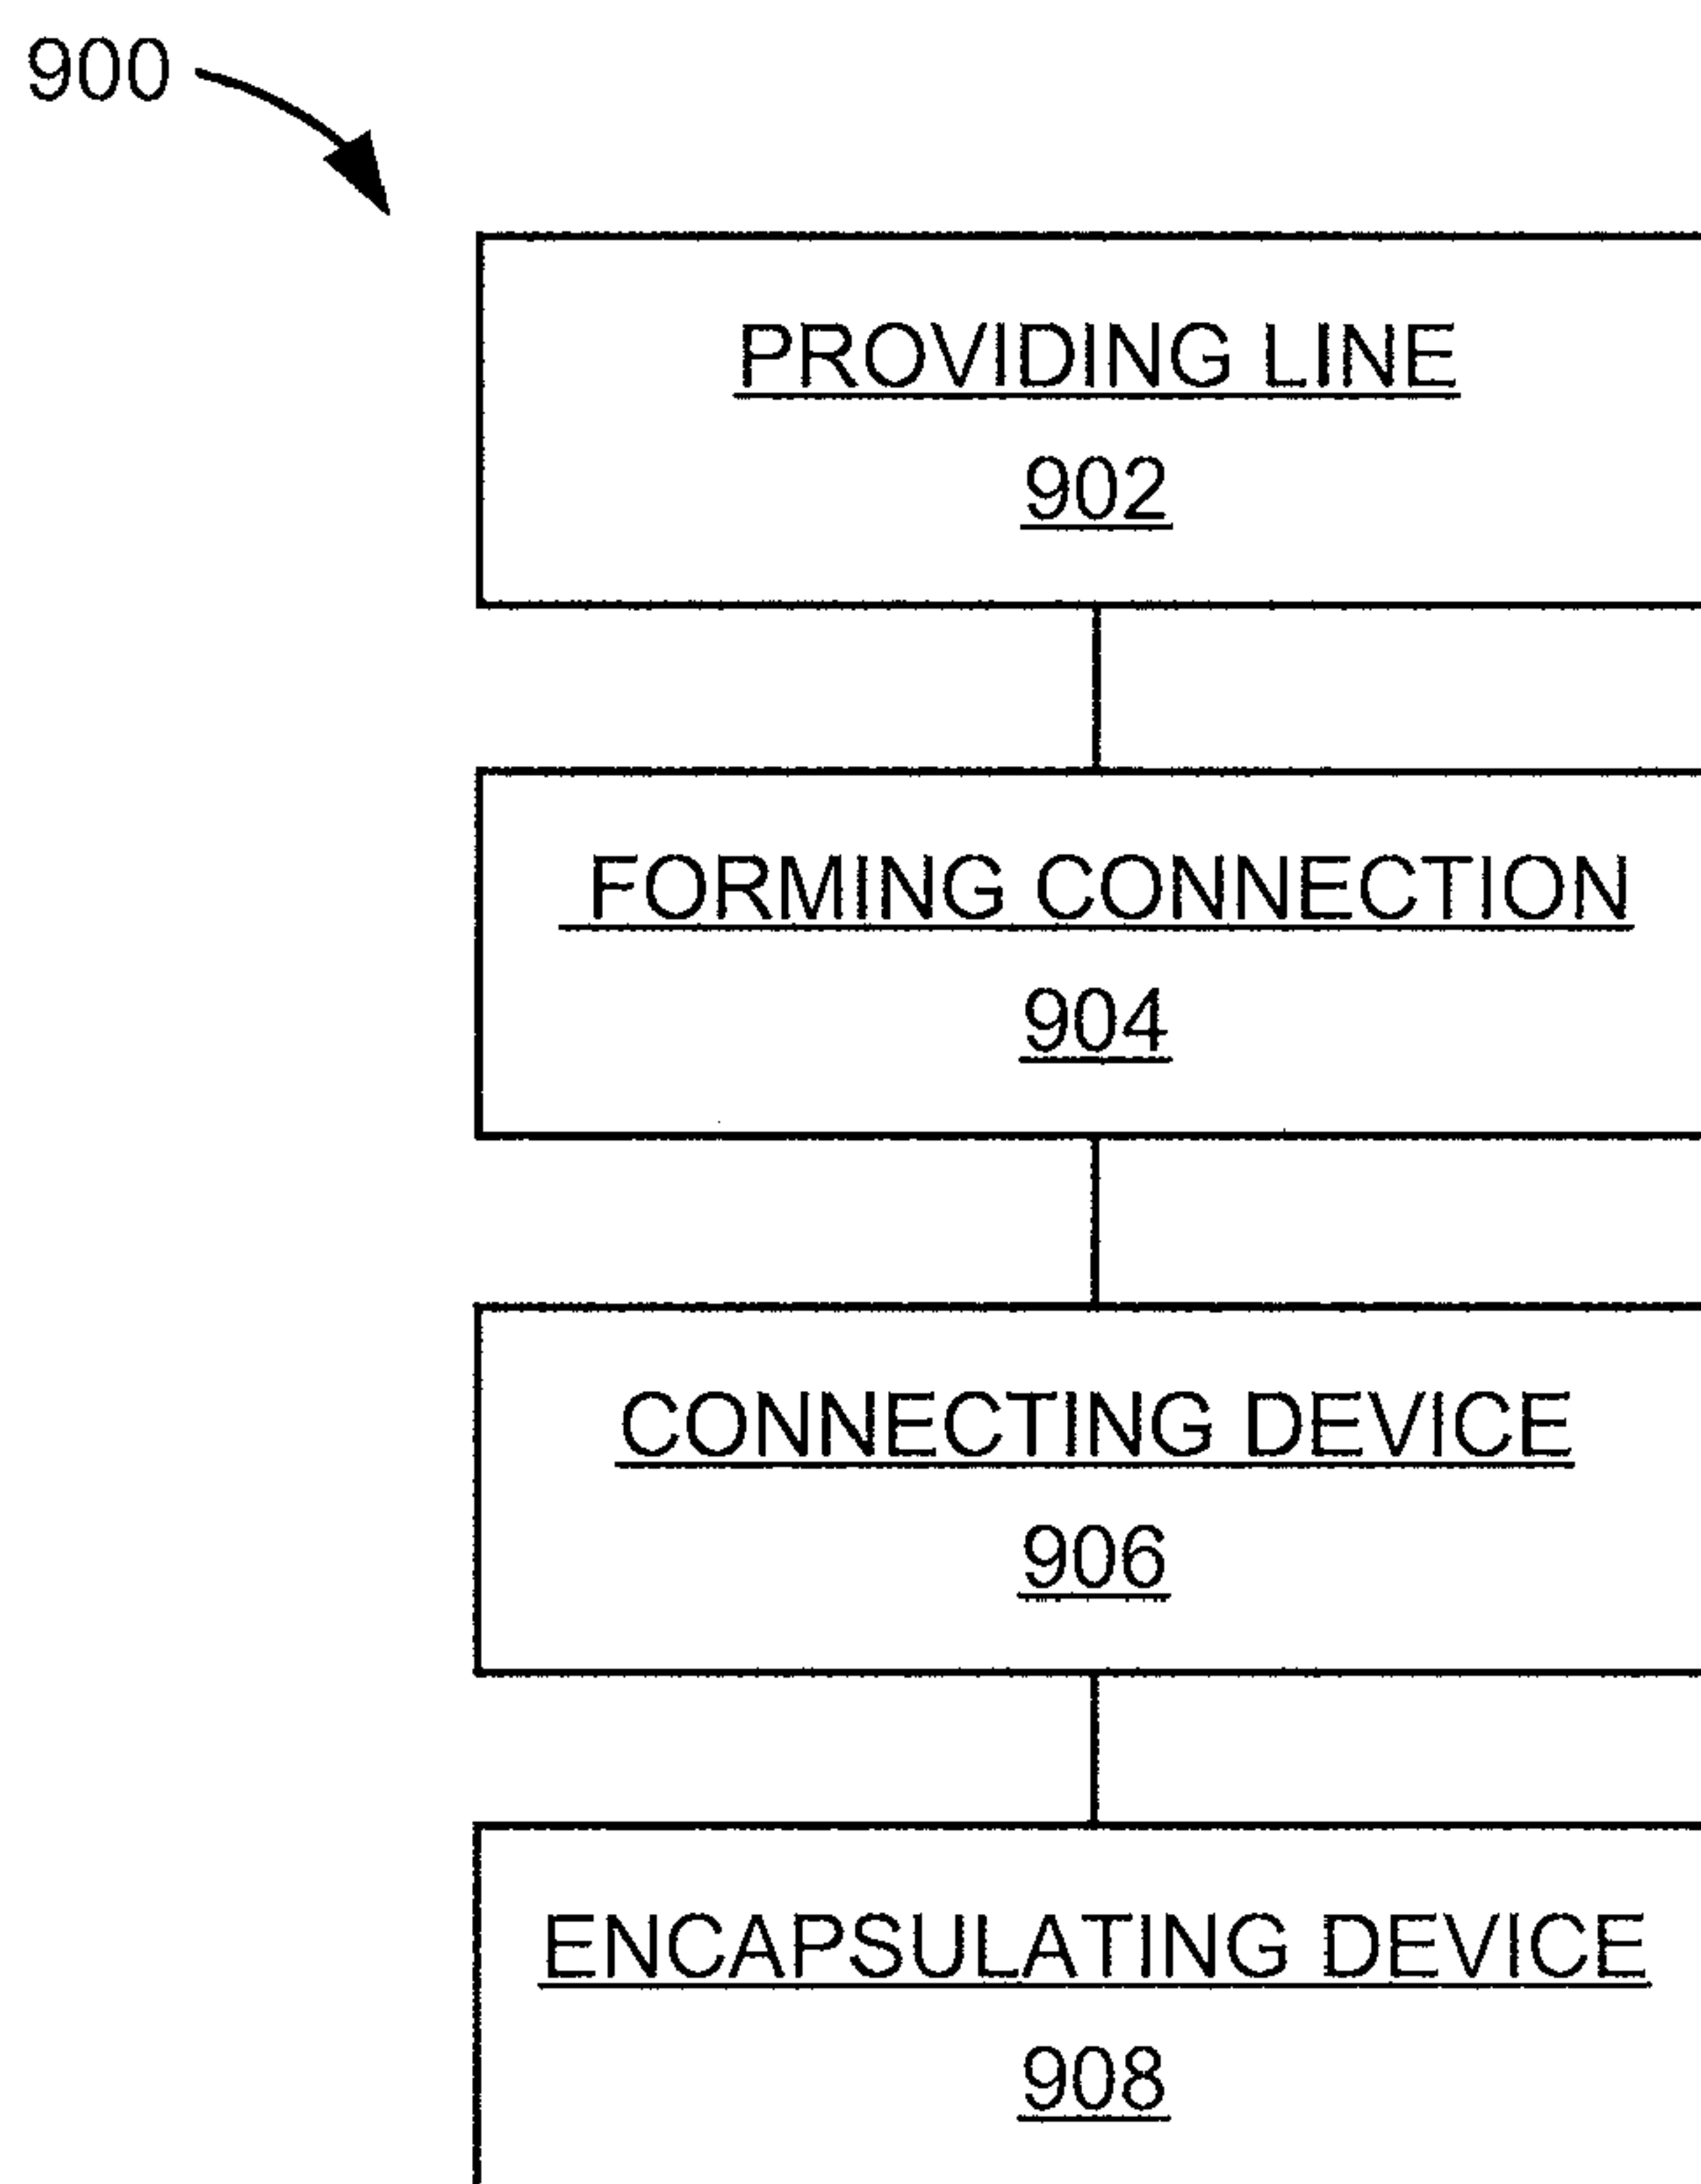 900
PROVIDING LINE
902
FORMING CONNECTION
904
CONNECTING DEVICE
906
ENCAPSULATING DEVICE
908